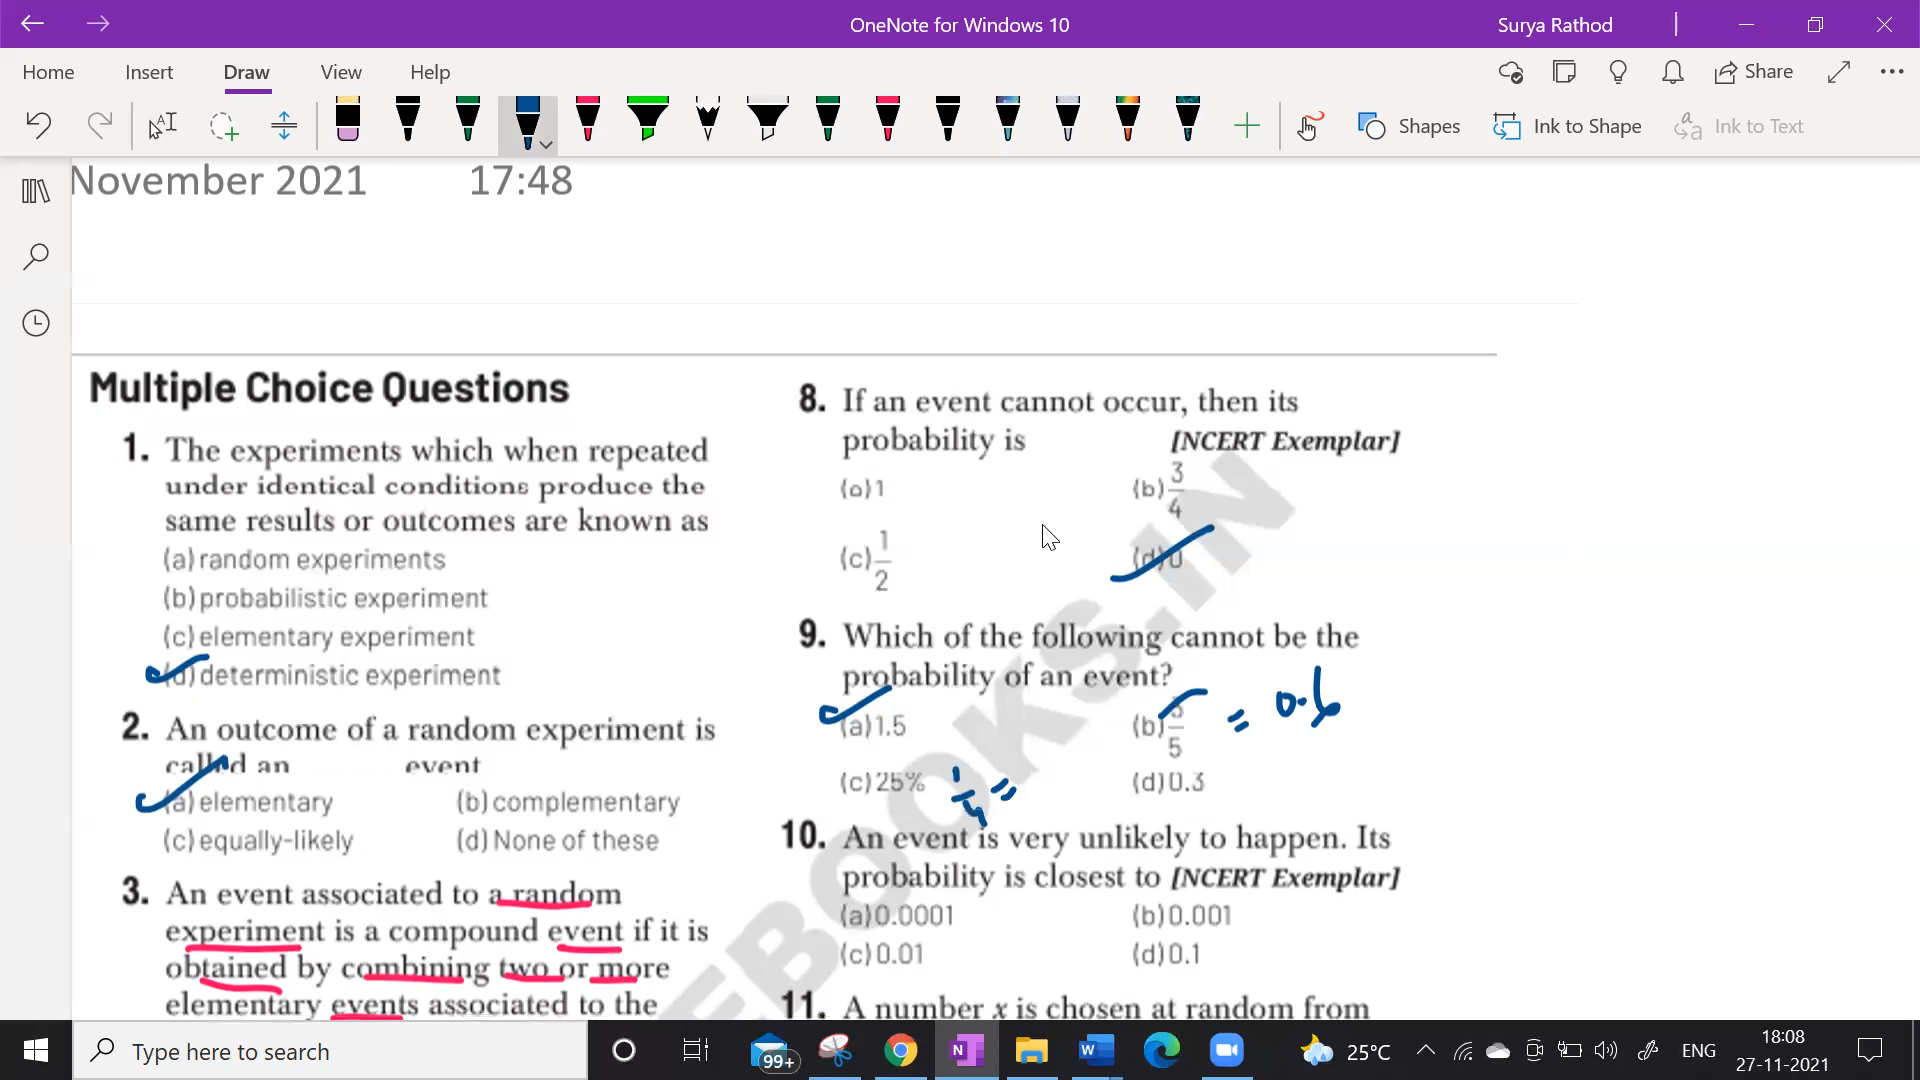 OneNote for Windows 10
Surya Rathod
Home Insert Draw View Help
Share
Shapes Ink to Shape Ink to Text
November 2021 17:48
Multiple Choice Questions
1. The experiments which when repeated
under identical conditions produce the
same results or outcomes are known as
(a) random experiments
(b) probabilistic experiment
(c) elementary experiment
(d) deterministic experiment
2. An outcome of a random experiment is
called an event
(a) elementary (b) complementary
(c) equally-likely (d) None of these
3. An event associated to a random
experiment is a compound event if it is
obtained by combining two or more
elementary events associated to the
8. If an event cannot occur, then its
probability is [NCERT Exemplar]
(a) 1 (b) 3/4
(c) 1/2 (d) 0
9. Which of the following cannot be the
probability of an event?
(a) 1.5 (b) 3/5 = 0.6
(c) 25% 1/4 = (d) 0.3
10. An event is very unlikely to happen. Its
probability is closest to [NCERT Exemplar]
(a) 0.0001 (b) 0.001
(c) 0.01 (d) 0.1
11. A number x is chosen at random from
EBOOKS.IN
Type here to search
99+
25°C
ENG
18:08
27-11-2021